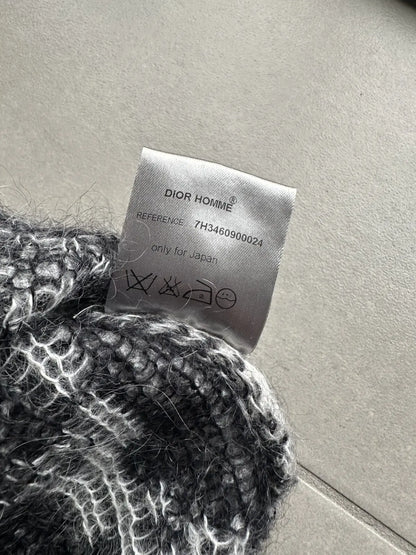 DIOR HOMME®
REFERENCE 7H3460900024
only for Japan